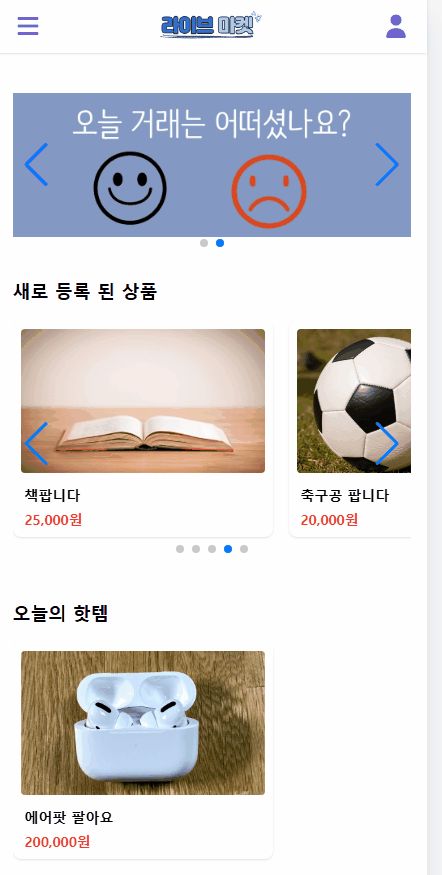 라이브 마켓
오늘 거래는 어떠셨나요?
새로 등록 된 상품
책팝니다
25,000원
축구공 팝니다
20,000원
오늘의 핫템
에어팟 팔아요
200,000원